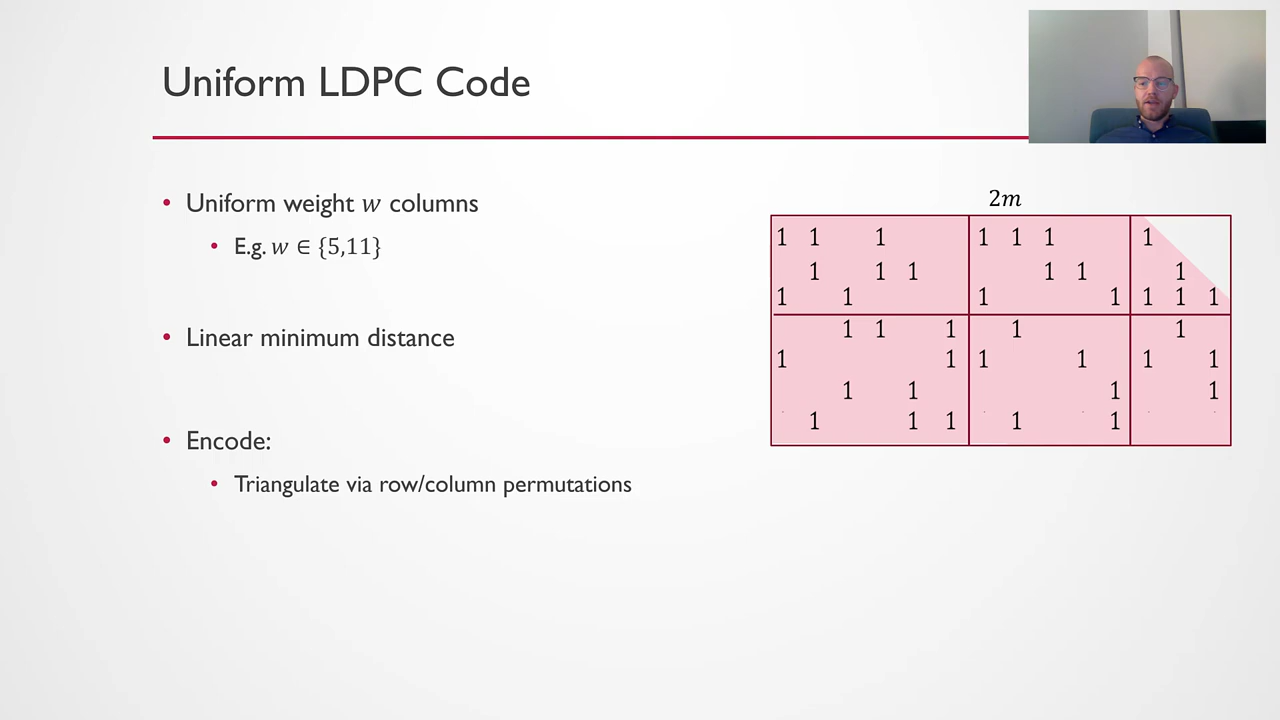 Uniform LDPC Code
• Uniform weight w columns
• E.g. w ∈ {5,11}
• Linear minimum distance
• Encode:
• Triangulate via row/column permutations
2m
1 1 1 1 1 1 1
1 1 1 1 1 1
1 1 1 1 1 1 1
1 1 1 1 1
1 1 1 1 1 1
1 1 1 1
1 1 1 1 1